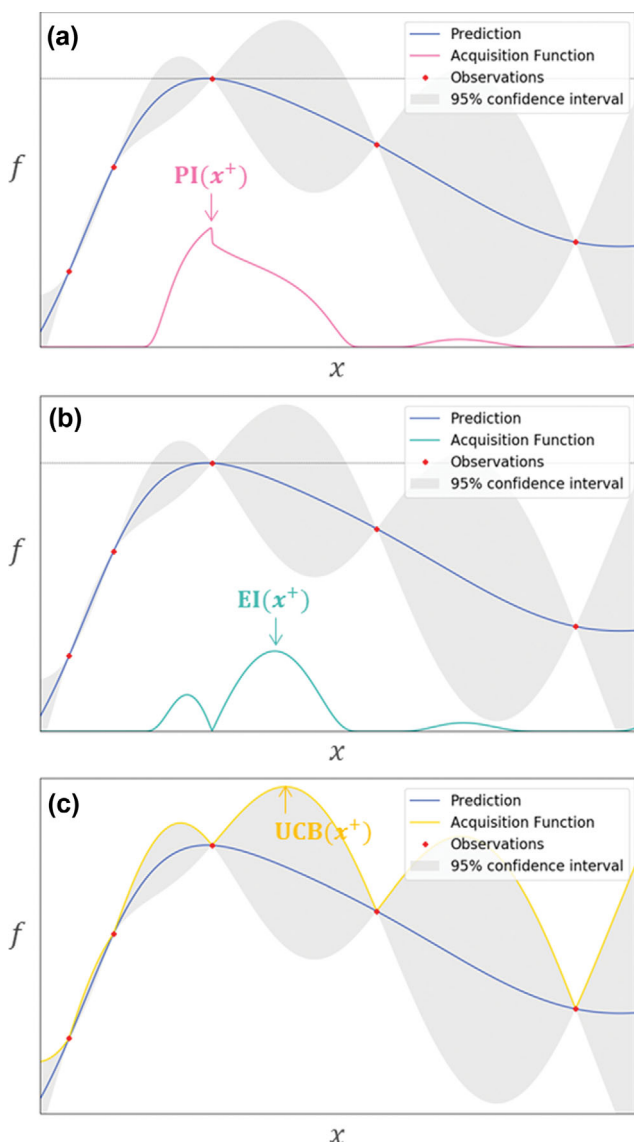 (a)
Prediction
Acquisition Function
Observations
95% confidence interval
PI(x⁺)
f
x
(b)
Prediction
Acquisition Function
Observations
95% confidence interval
EI(x⁺)
f
x
(c)
Prediction
Acquisition Function
Observations
95% confidence interval
UCB(x⁺)
f
x